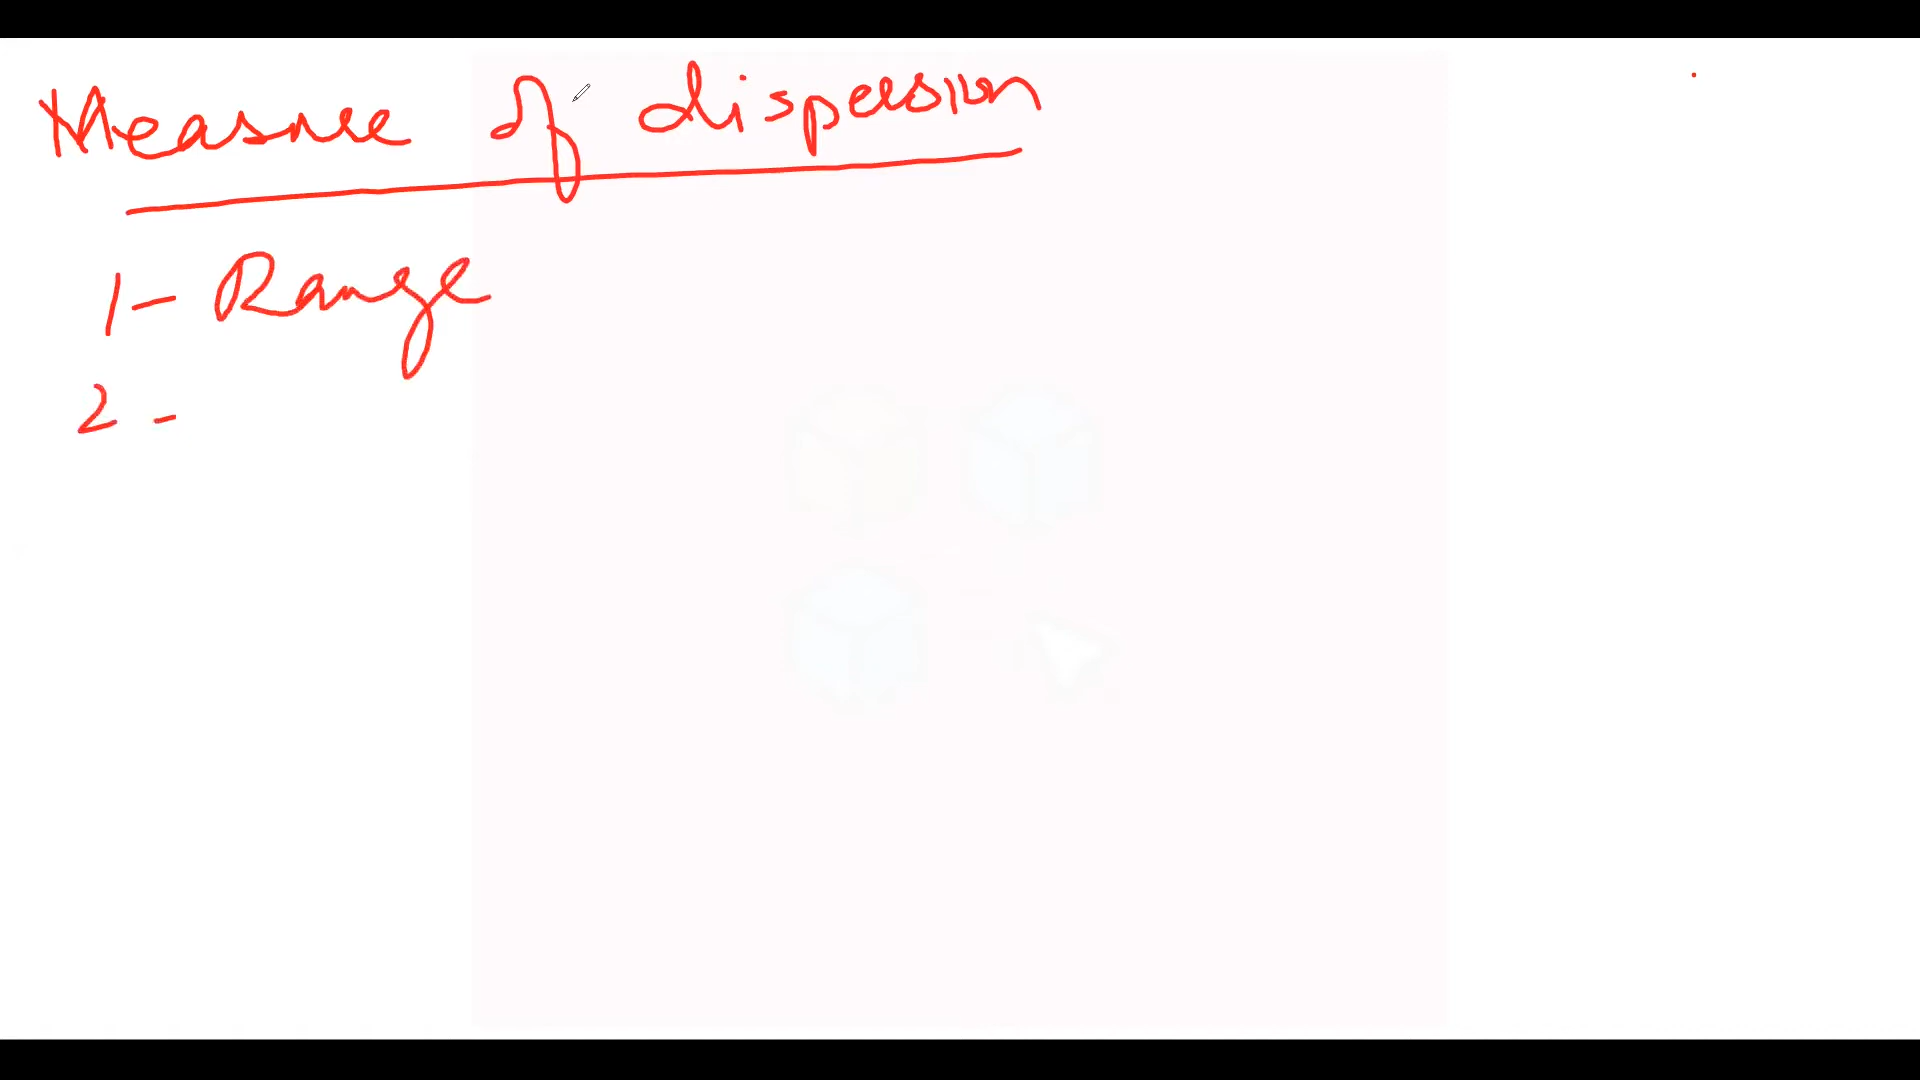 Measure of dispersion
1- Range
2-